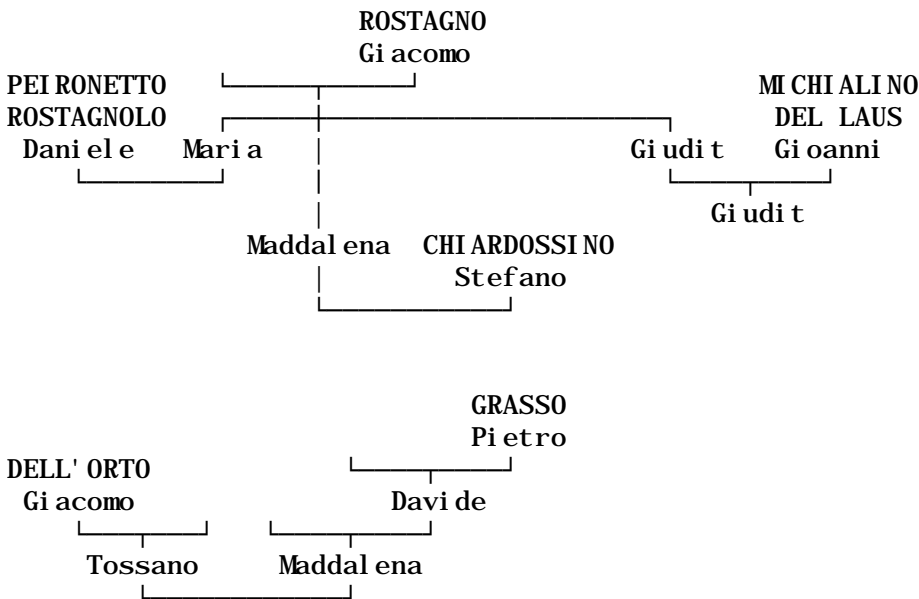 ROSTAGNO
Giacomo
PEIRONETTO MICHIALINO
ROSTAGNOLO DEL LAUS
Daniele Maria Giudit Gioanni
Giudit
Maddalena CHIARDOSSINO
Stefano
GRASSO
Pietro
DELL'ORTO
Giacomo Davide
Tossano Maddalena